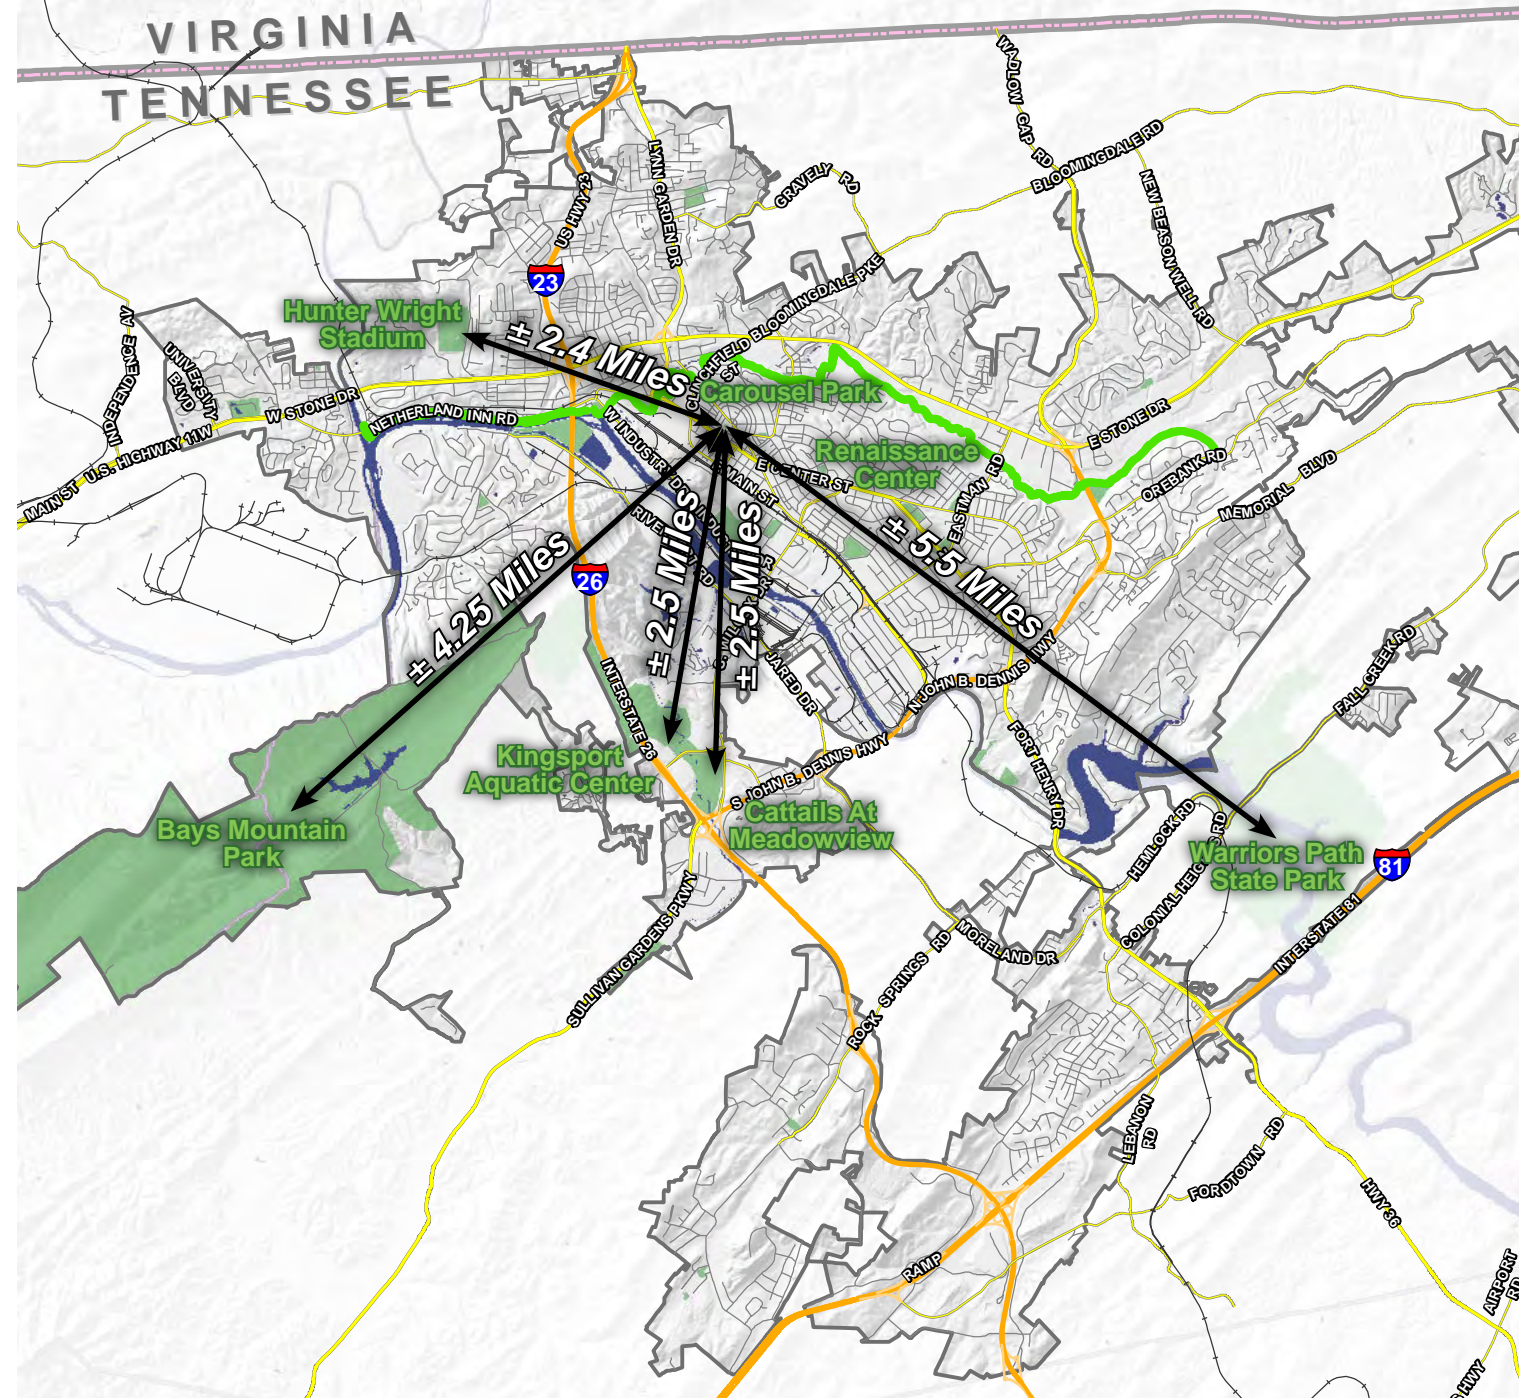 VIRGINIA
TENNESSEE
WADLOW GAP RD
BLOOMINGDALE RD
LYNN GARDEN DR
GRAVELY RD
NEW BEASON WELL RD
US HWY 23
23
BLOOMINGDALE PKE
Hunter Wright
Stadium
INDEPENDENCE AV
UNIVERSITY
BLVD
± 2.4 Miles
CLINCHFIELD
ST
Carousel Park
W STONE DR
NETHERLAND INN RD
E STONE DR
U.S. HIGHWAY 11W
MAIN ST
E CENTER ST
MAIN ST
Renaissance
Center
EASTMAN RD
OREBANK RD
MEMORIAL BLVD
± 4.25 Miles
± 2.5 Miles
± 2.5 Miles
± 5.5 Miles
26
INTERSTATE 26
JARED DR
N JOHN B. DENNIS HWY
FALL CREEK RD
FORT HENRY DR
Kingsport
Aquatic Center
S JOHN B. DENNIS HWY
Cattails At
Meadowview
Bays Mountain
Park
HEMLOCK RD
COLONIAL HEIGHTS RD
Warriors Path
State Park
81
INTERSTATE 81
SULLIVAN GARDENS PKWY
MORELAND DR
ROCK SPRINGS RD
LEBANON
RD
FORDTOWN RD
HWY 36
RAMP
AIRPORT
RD
HWY